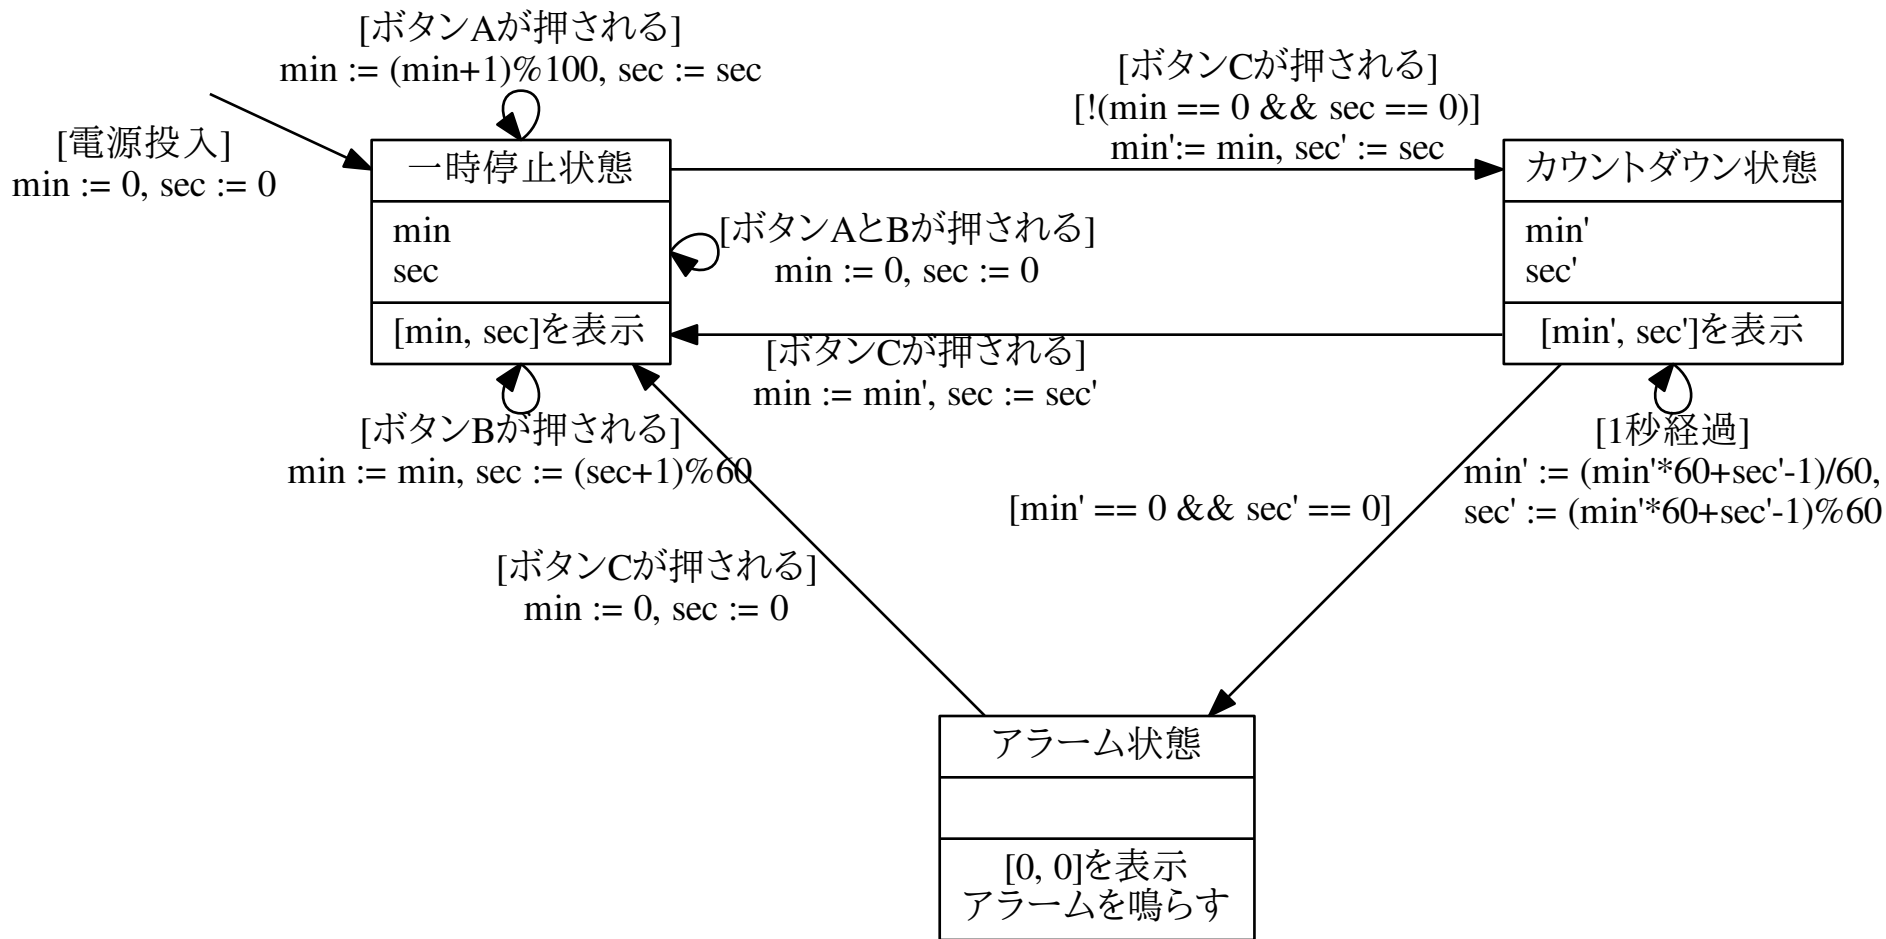 [ボタンAが押される]
min := (min+1)%100, sec := sec
[電源投入]
min := 0, sec := 0
一時停止状態
min
sec
[min, sec]を表示
[ボタンCが押される]
[!(min == 0 && sec == 0)]
min':= min, sec' := sec
[ボタンAとBが押される]
min := 0, sec := 0
カウントダウン状態
min'
sec'
[min', sec']を表示
[ボタンCが押される]
min := min', sec := sec'
[ボタンBが押される]
min := min, sec := (sec+1)%60
[1秒経過]
min' := (min'*60+sec'-1)/60,
sec' := (min'*60+sec'-1)%60
[min' == 0 && sec' == 0]
[ボタンCが押される]
min := 0, sec := 0
アラーム状態
[0, 0]を表示
アラームを鳴らす